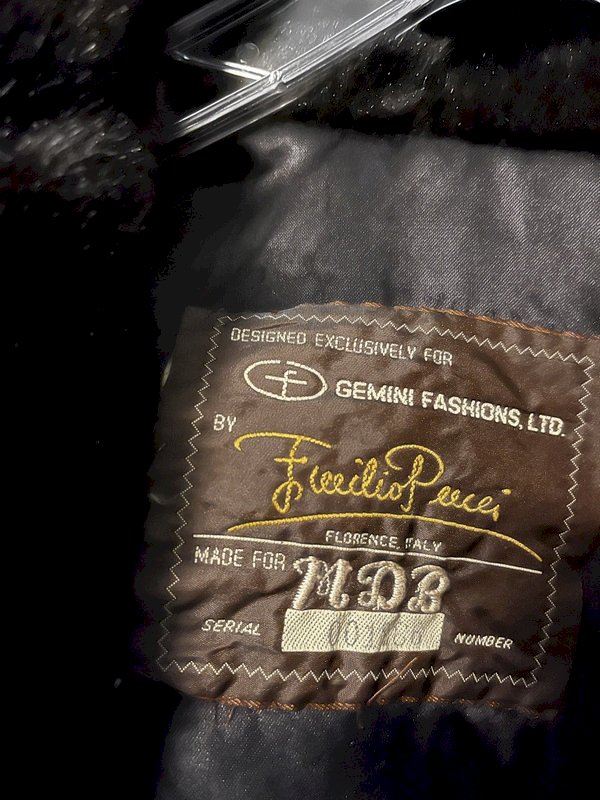 DESIGNED EXCLUSIVELY FOR
GEMINI FASHIONS, LTD.
BY
Emilio Pucci
FLORENCE, ITALY
MADE FOR MDB
SERIAL NUMBER